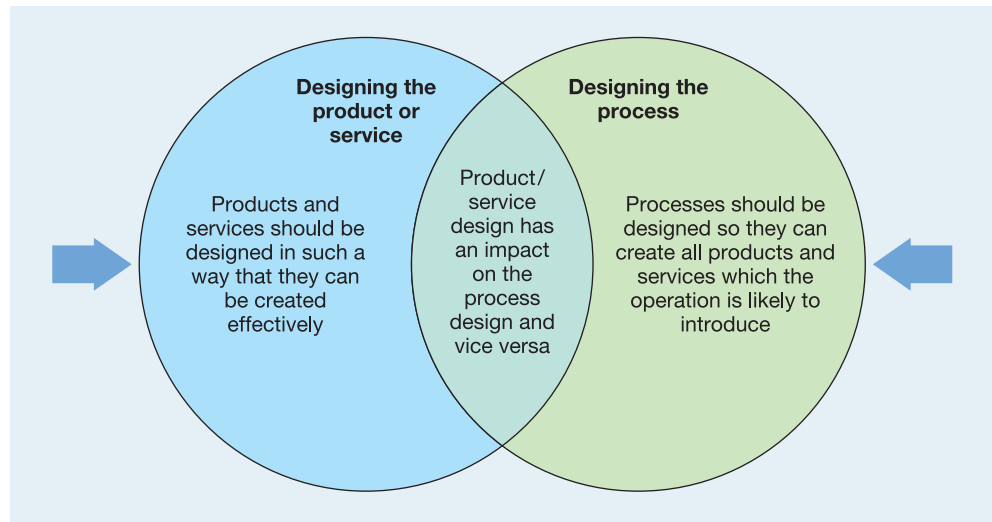 Designing the
product or
service
Products and
services should be
designed in such a
way that they can
be created
effectively
Product/
service
design has
an impact
on the
process
design and
vice versa
Designing the
process
Processes should be
designed so they can
create all products and
services which the
operation is likely to
introduce